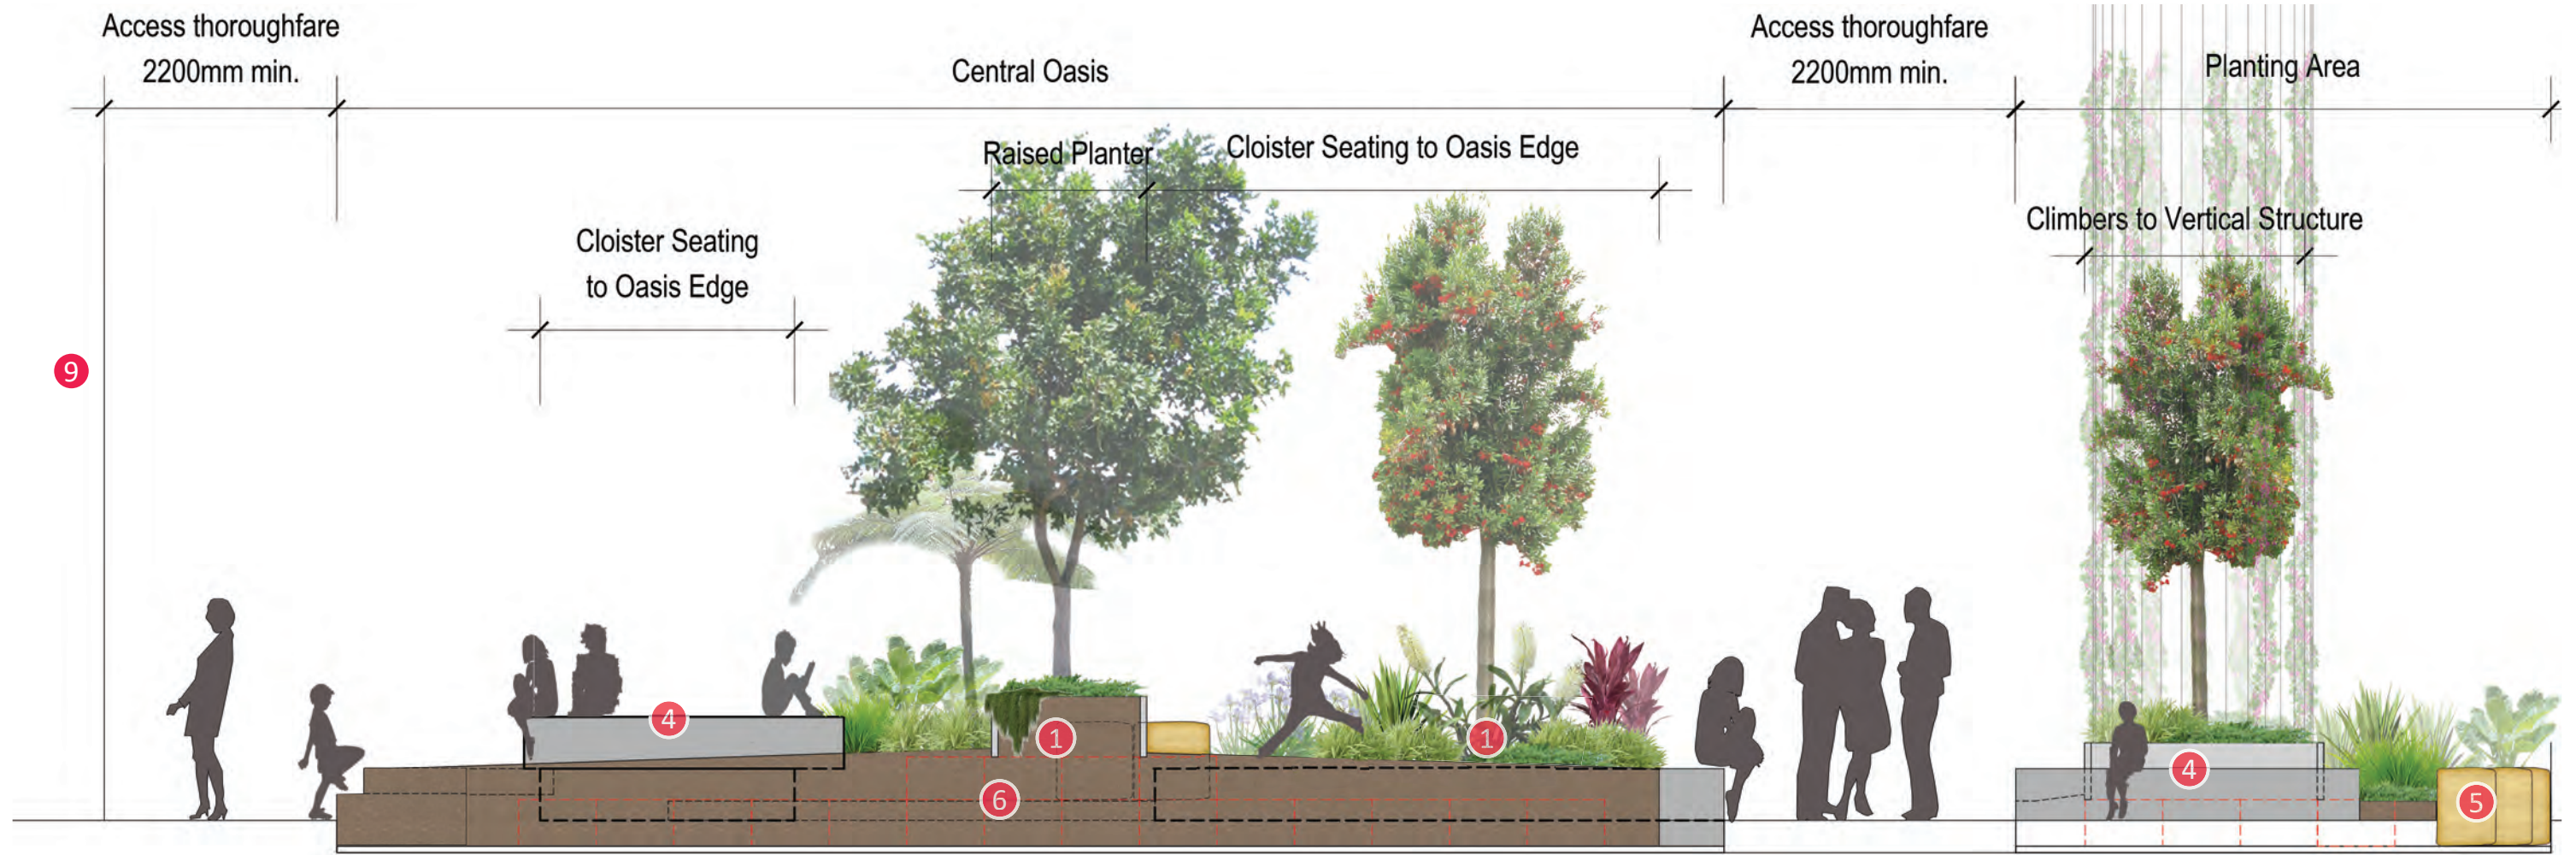 Access thoroughfare
2200mm min.
Central Oasis
Access thoroughfare
2200mm min.
Planting Area
Raised Planter
Cloister Seating to Oasis Edge
Climbers to Vertical Structure
Cloister Seating
to Oasis Edge
9
4
1
1
6
4
5